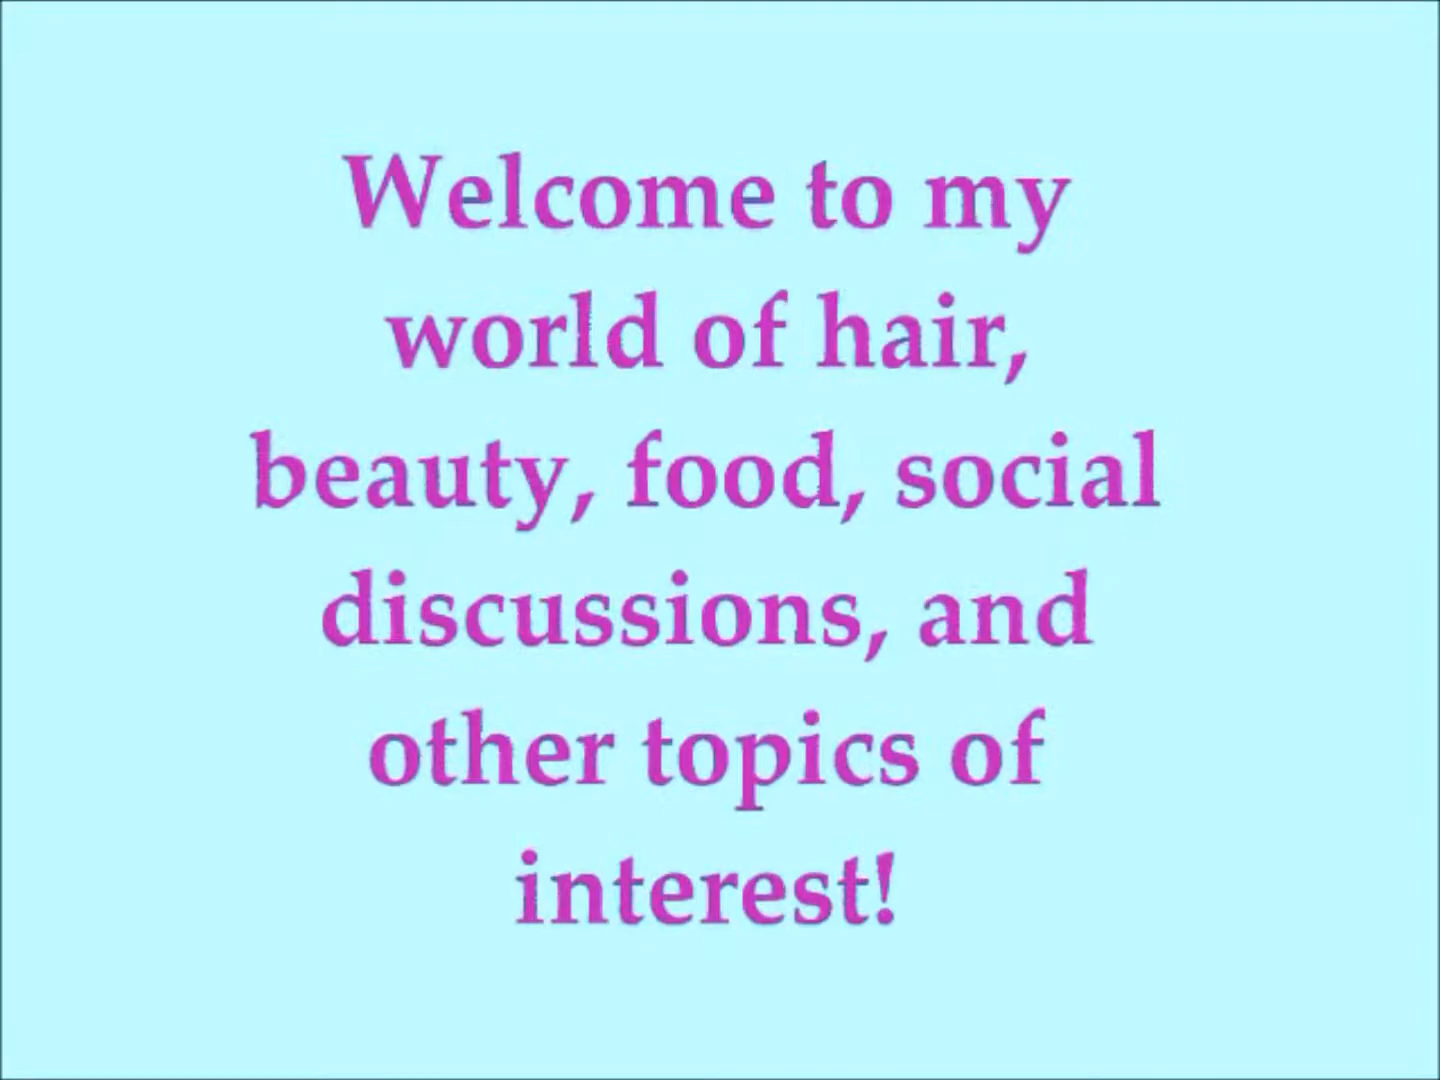 Welcome to my
world of hair,
beauty, food, social
discussions, and
other topics of
interest!